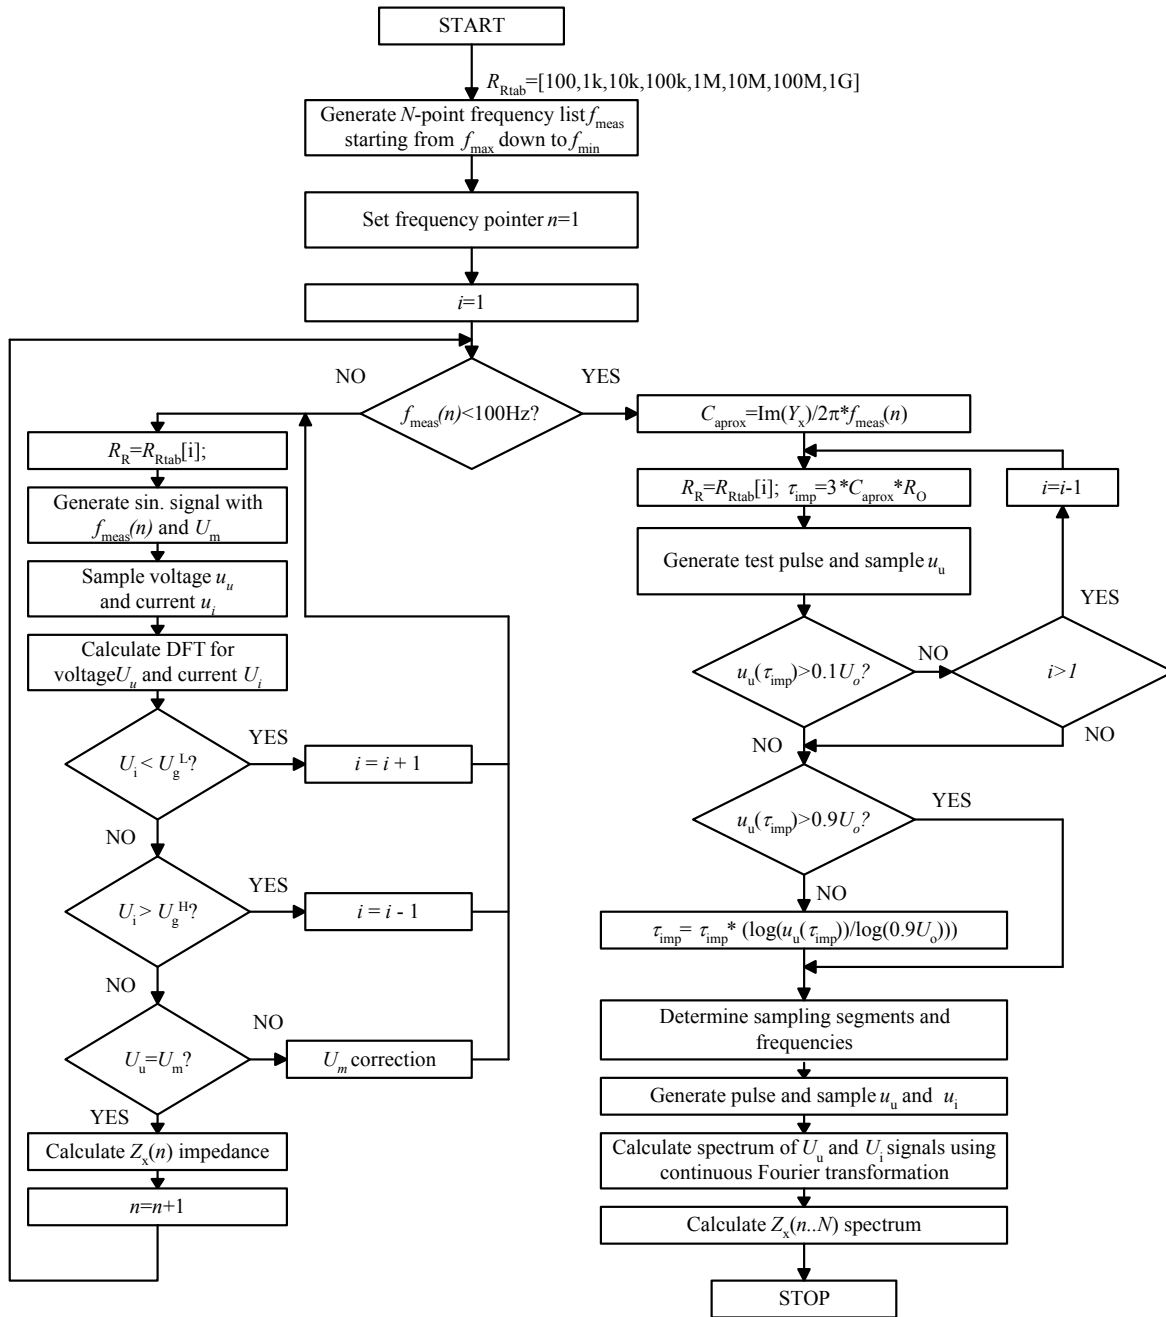 START
R_Rtab=[100,1k,10k,100k,1M,10M,100M,1G]
Generate N-point frequency list f_meas
starting from f_max down to f_min
Set frequency pointer n=1
i=1
NO
YES
f_meas(n)<100Hz?
R_R=R_Rtab[i];
Generate sin. signal with
f_meas(n) and U_m
Sample voltage u_u
and current u_i
Calculate DFT for
voltage U_u and current U_i
U_i < U_g^L?
YES
i = i + 1
NO
U_i > U_g^H?
YES
i = i - 1
NO
U_u=U_m?
NO
U_m correction
YES
Calculate Z_x(n) impedance
n=n+1
C_aprox=Im(Y_x)/2π*f_meas(n)
R_R=R_Rtab[i]; τ_imp=3*C_aprox*R_O
i=i-1
Generate test pulse and sample u_u
YES
u_u(τ_imp)>0.1U_o?
NO
i>1
NO
NO
u_u(τ_imp)>0.9U_o?
YES
NO
τ_imp= τ_imp* (log(u_u(τ_imp))/log(0.9U_o)))
Determine sampling segments and
frequencies
Generate pulse and sample u_u and u_i
Calculate spectrum of U_u and U_i signals using
continuous Fourier transformation
Calculate Z_x(n..N) spectrum
STOP